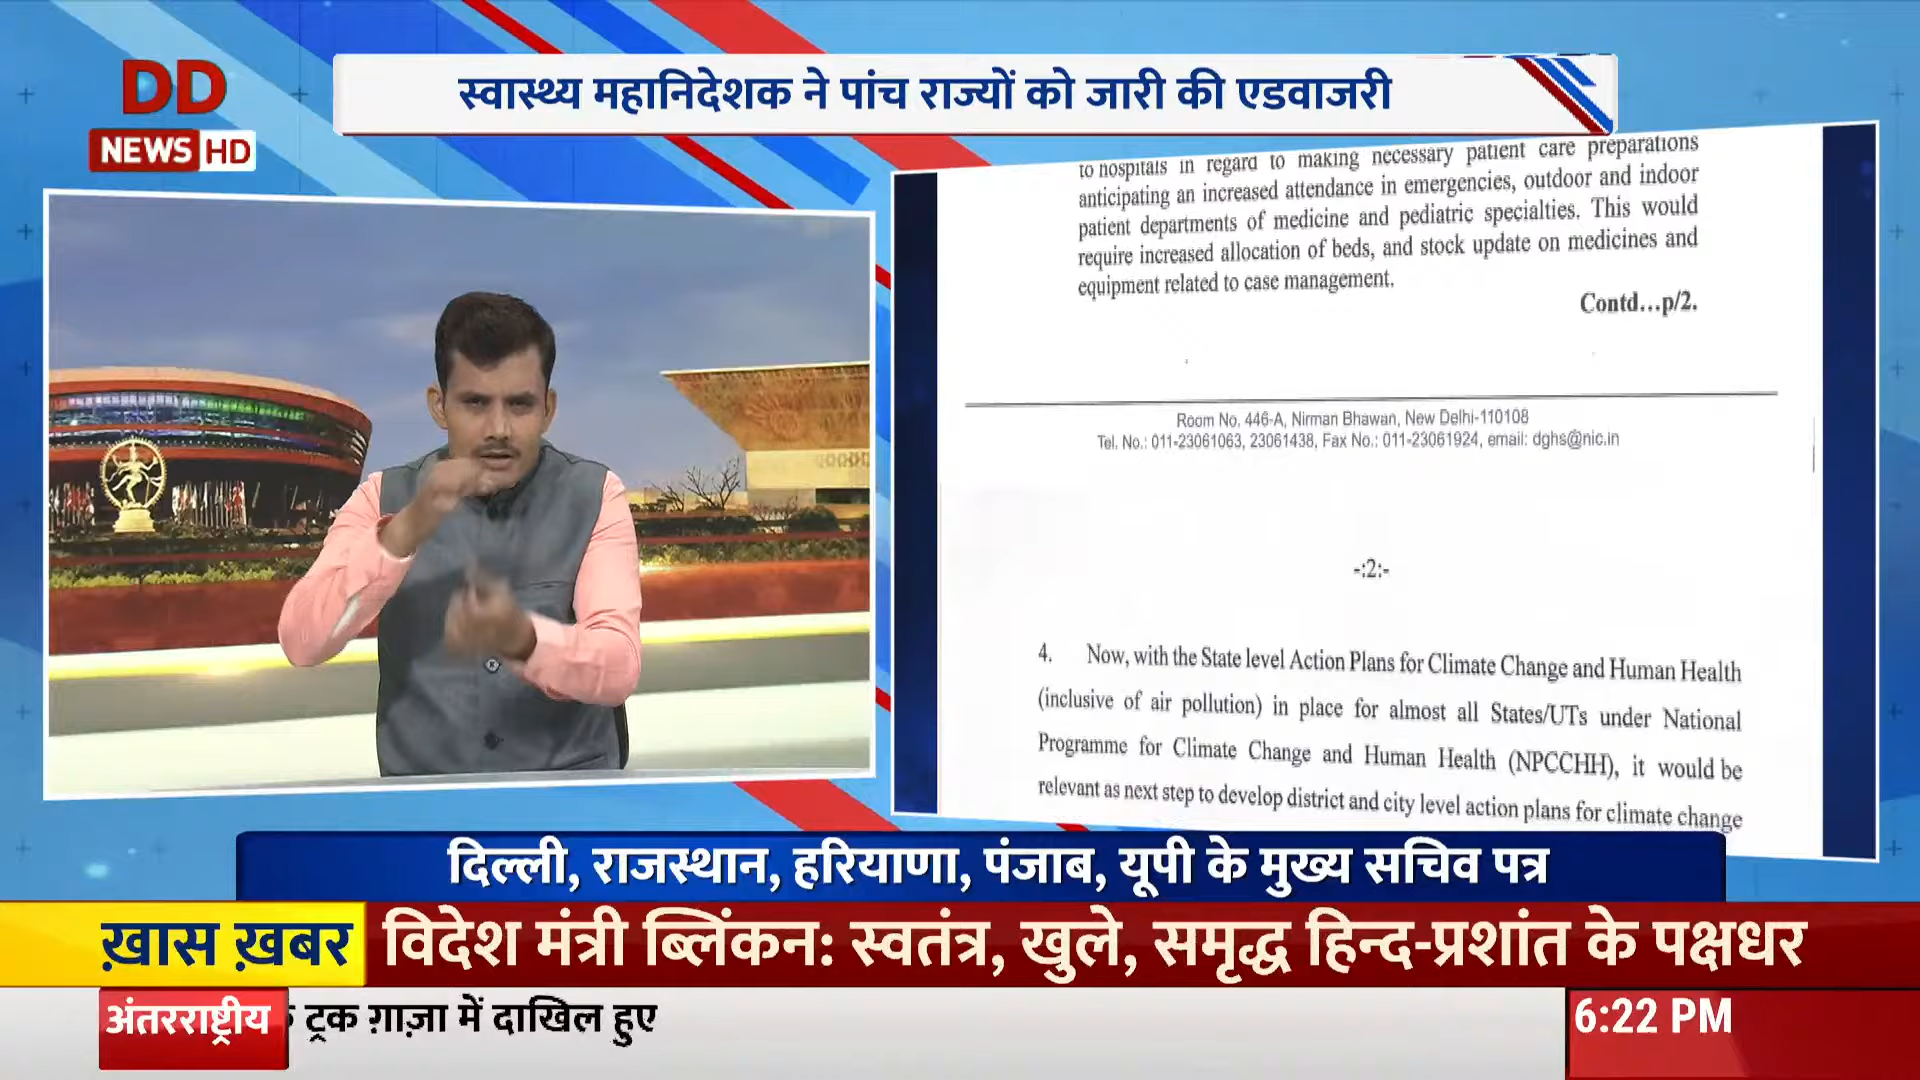 DD
NEWS HD
स्वास्थ्य महानिदेशक ने पांच राज्यों को जारी की एडवाजरी
to hospitals in regard to making necessary patient care preparations
anticipating an increased attendance in emergencies, outdoor and indoor
patient departments of medicine and pediatric specialties. This would
require increased allocation of beds, and stock update on medicines and
equipment related to case management.
Contd...p/2.
Room No. 446-A, Nirman Bhawan, New Delhi-110108
Tel. No.: 011-23061063, 23061438, Fax No.: 011-23061924, email: dghs@nic.in
-:2:-
4. Now, with the State level Action Plans for Climate Change and Human Health
(inclusive of air pollution) in place for almost all States/UTs under National
Programme for Climate Change and Human Health (NPCCHH), it would be
relevant as next step to develop district and city level action plans for climate change
दिल्ली, राजस्थान, हरियाणा, पंजाब, यूपी के मुख्य सचिव पत्र
ख़ास ख़बर विदेश मंत्री ब्लिंकन: स्वतंत्र, खुले, समृद्ध हिन्द-प्रशांत के पक्षधर
अंतरराष्ट्रीय ट्रक ग़ाज़ा में दाखिल हुए
6:22 PM